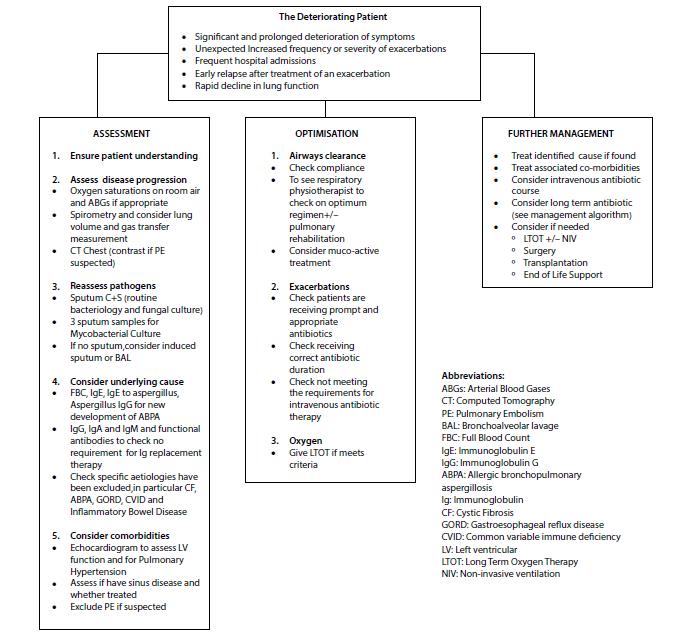 The Deteriorating Patient
• Significant and prolonged deterioration of symptoms
• Unexpected Increased frequency or severity of exacerbations
• Frequent hospital admissions
• Early relapse after treatment of an exacerbation
• Rapid decline in lung function
ASSESSMENT
1. Ensure patient understanding
2. Assess disease progression
• Oxygen saturations on room air
and ABGs if appropriate
• Spirometry and consider lung
volume and gas transfer
measurement
• CT Chest (contrast if PE
suspected)
3. Reassess pathogens
• Sputum C+S (routine
bacteriology and fungal culture)
• 3 sputum samples for
Mycobacterial Culture
• If no sputum,consider induced
sputum or BAL
4. Consider underlying cause
• FBC, IgE, IgE to aspergillus,
Aspergillus IgG for new
development of ABPA
• IgG, IgA and IgM and functional
antibodies to check no
requirement for Ig replacement
therapy
• Check specific aetiologies have
been excluded,in particular CF,
ABPA, GORD, CVID and
Inflammatory Bowel Disease
5. Consider comorbidities
• Echocardiogram to assess LV
function and for Pulmonary
Hypertension
• Assess if have sinus disease and
whether treated
• Exclude PE if suspected
OPTIMISATION
1. Airways clearance
• Check compliance
• To see respiratory
physiotherapist to
check on optimum
regimen+/–
pulmonary
rehabilitation
• Consider muco-active
treatment
2. Exacerbations
• Check patients are
receiving prompt and
appropriate
antibiotics
• Check receiving
correct antibiotic
duration
• Check not meeting
the requirements for
intravenous antibiotic
therapy
3. Oxygen
• Give LTOT if meets
criteria
FURTHER MANAGEMENT
• Treat identified cause if found
• Treat associated co-morbidities
• Consider intravenous antibiotic
course
• Consider long term antibiotic
(see management algorithm)
• Consider if needed
o LTOT +/– NIV
o Surgery
o Transplantation
o End of Life Support
Abbreviations:
ABGs: Arterial Blood Gases
CT: Computed Tomography
PE: Pulmonary Embolism
BAL: Bronchoalveolar lavage
FBC: Full Blood Count
IgE: Immunoglobulin E
IgG: Immunoglobulin G
ABPA: Allergic bronchopulmonary
aspergillosis
Ig: Immunoglobulin
CF: Cystic Fibrosis
GORD: Gastroesophageal reflux disease
CVID: Common variable immune deficiency
LV: Left ventricular
LTOT: Long Term Oxygen Therapy
NIV: Non-invasive ventilation